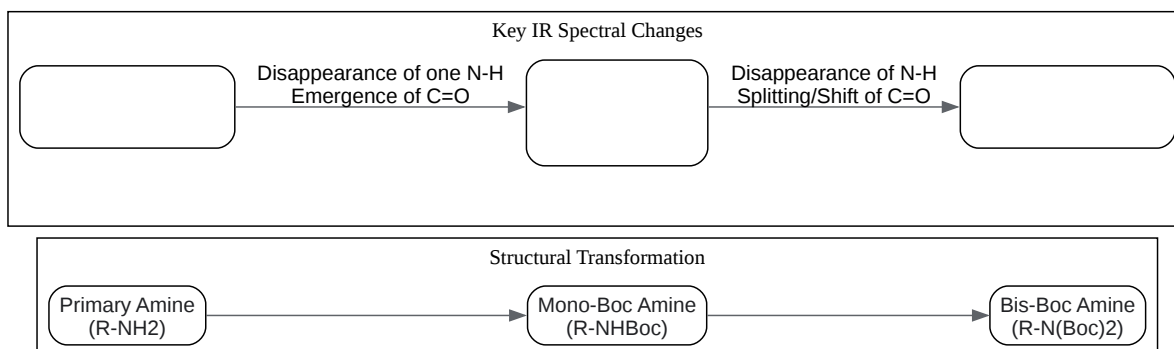 Key IR Spectral Changes
Disappearance of one N-H
Emergence of C=O
Disappearance of N-H
Splitting/Shift of C=O
Structural Transformation
Primary Amine
(R-NH2)
Mono-Boc Amine
(R-NHBoc)
Bis-Boc Amine
(R-N(Boc)2)